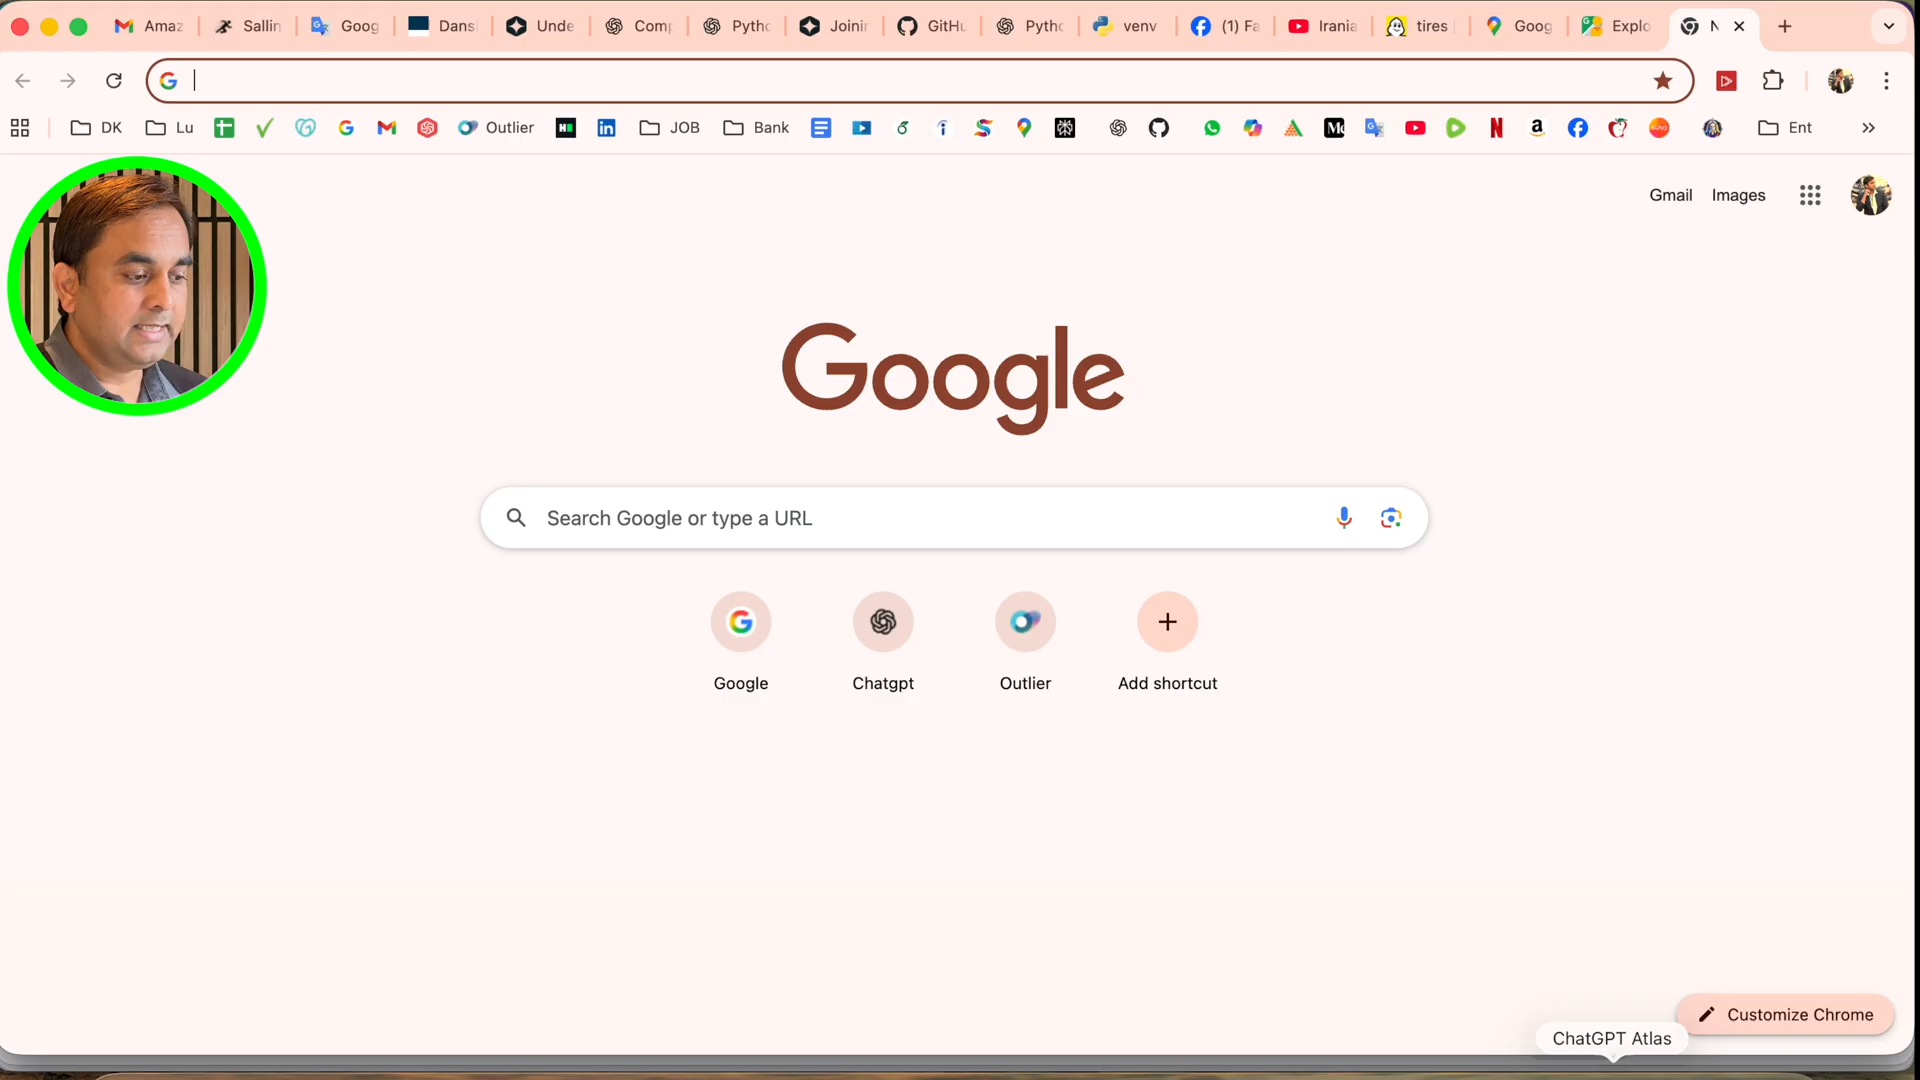 Amaz Sallin Goog Dans Unde Comp Pytho Joinin GitHu Pytho venv (1) Fa Irania tires Goog Explo N
DK Lu Outlier JOB Bank Ent
Gmail Images
Google
Search Google or type a URL
Google Chatgpt Outlier Add shortcut
Customize Chrome
ChatGPT Atlas